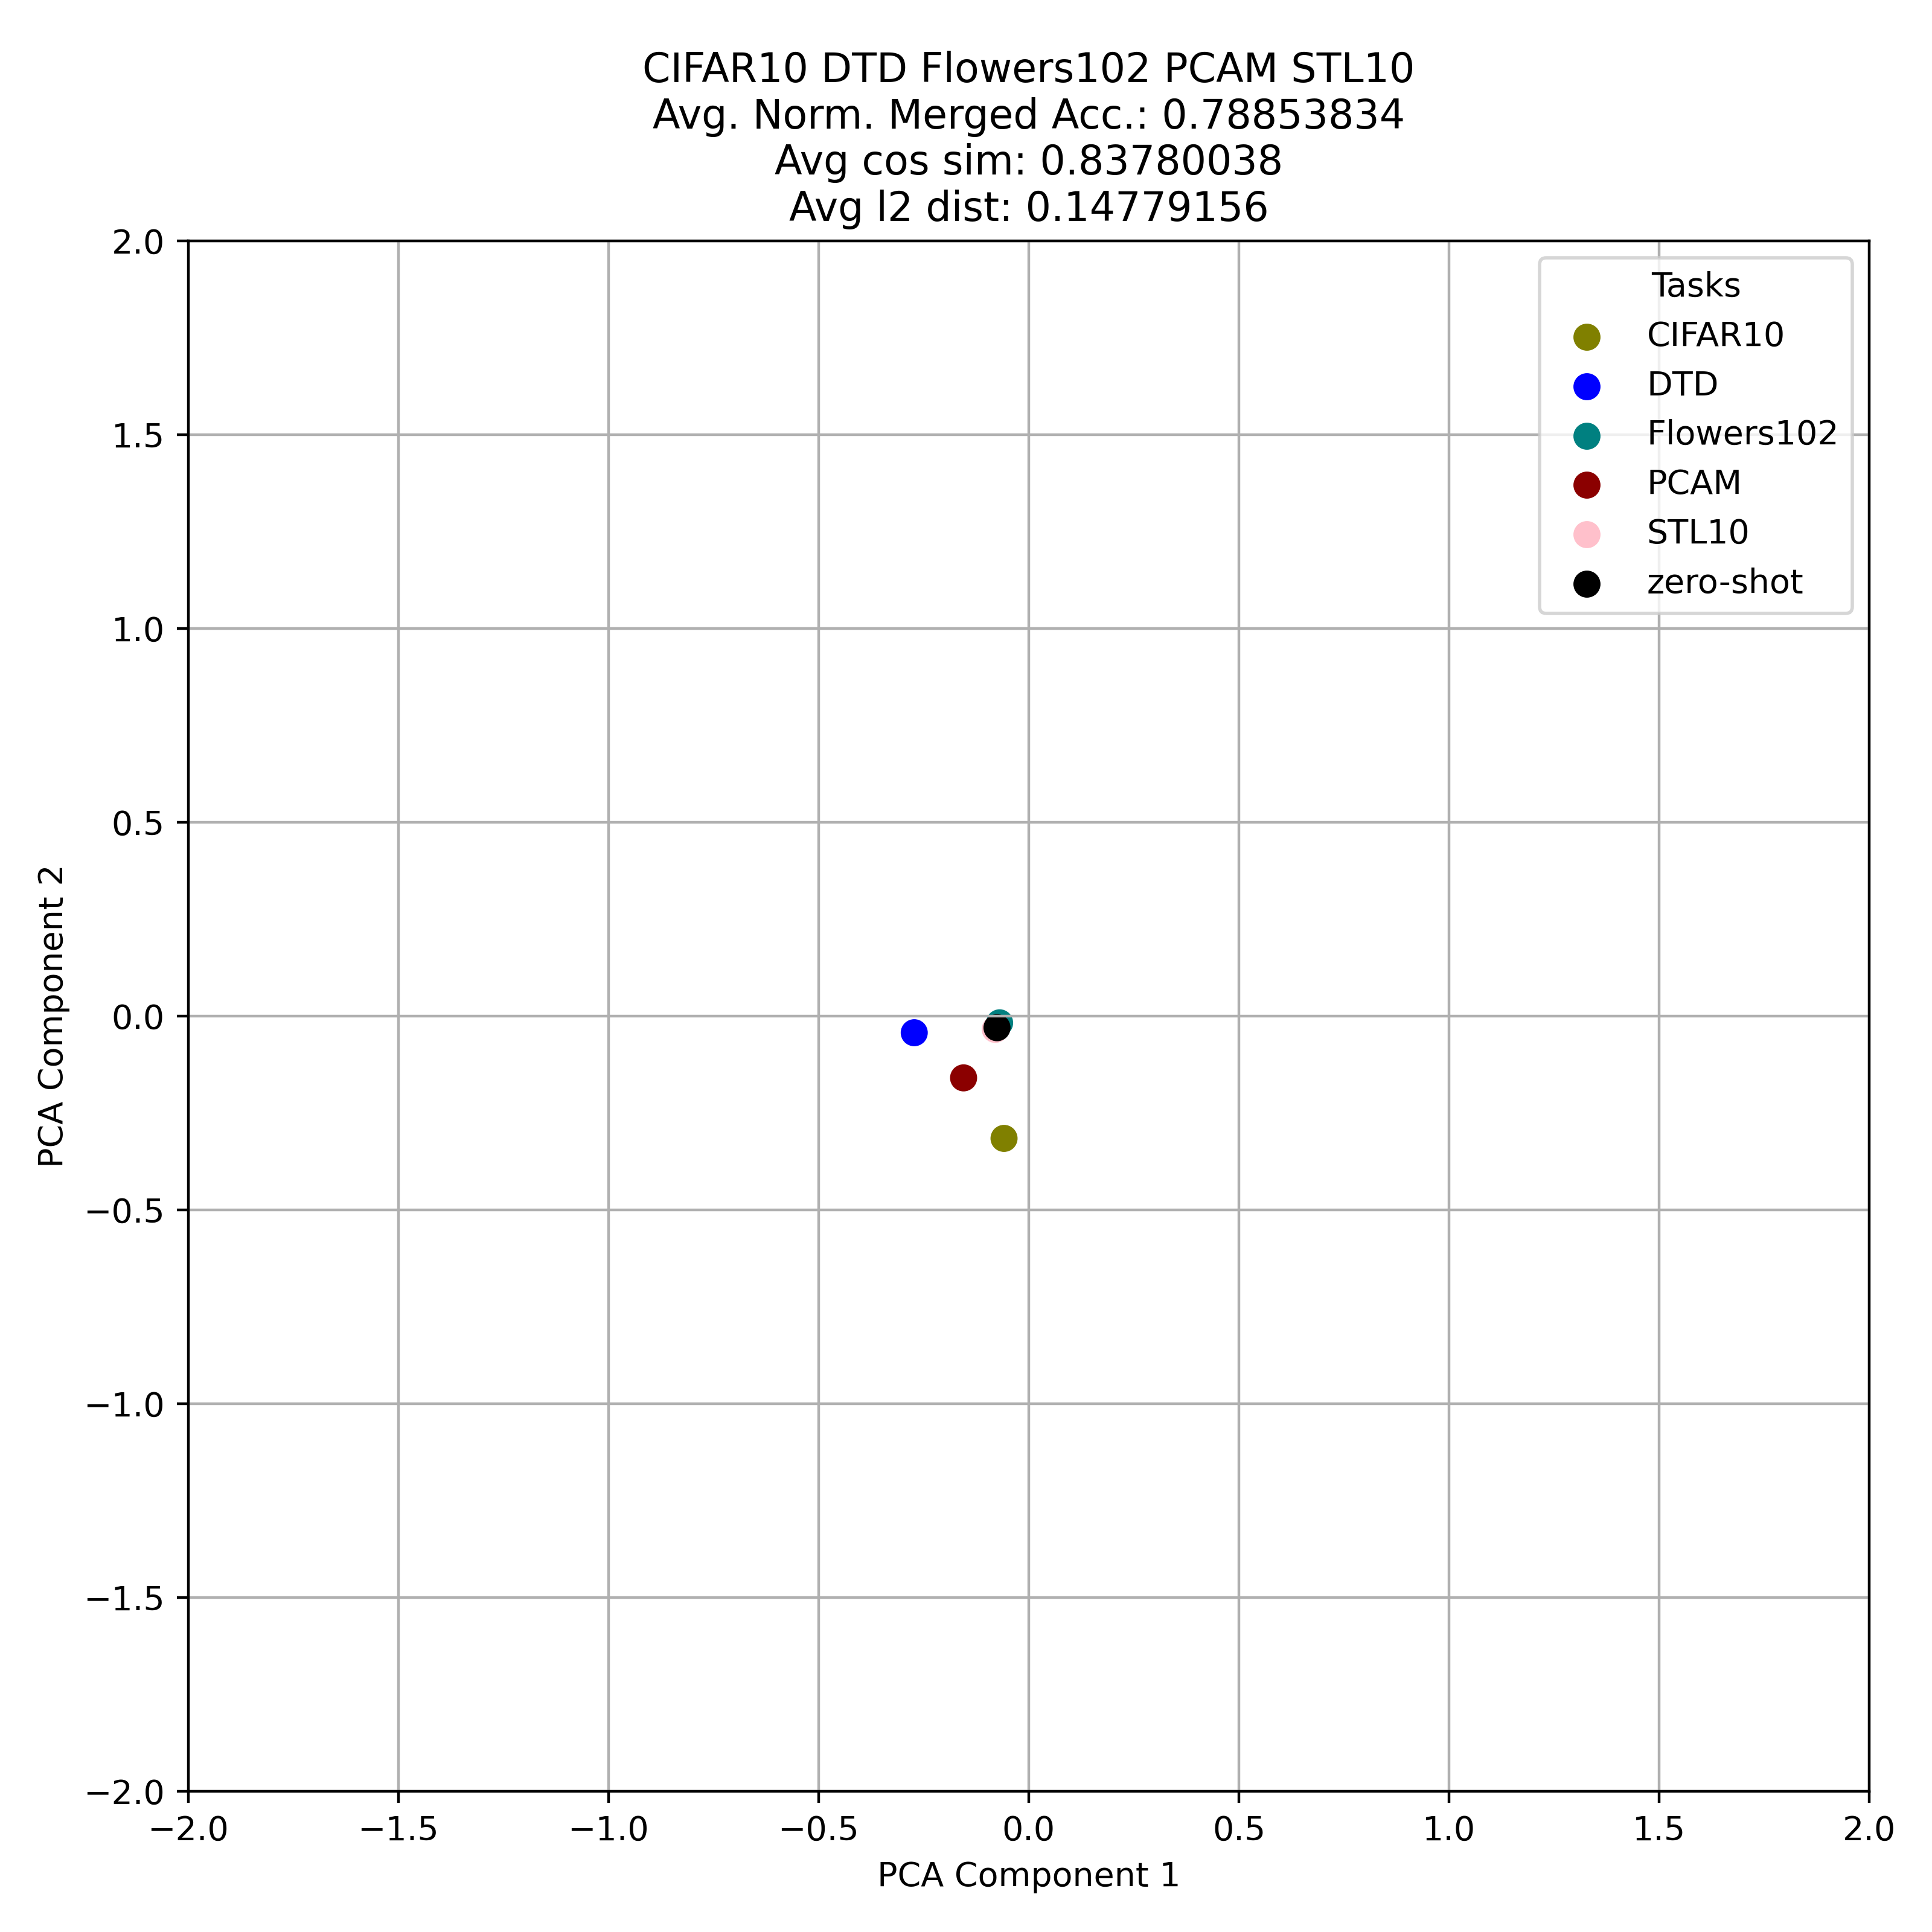 CIFAR10 DTD Flowers102 PCAM STL10
Avg. Norm. Merged Acc.: 0.78853834
Avg cos sim: 0.83780038
Avg l2 dist: 0.14779156
Tasks
CIFAR10
DTD
Flowers102
PCAM
STL10
zero-shot
PCA Component 2
2.0
1.5
1.0
0.5
0.0
−0.5
−1.0
−1.5
−2.0
−2.0 −1.5 −1.0 −0.5 0.0 0.5 1.0 1.5 2.0
PCA Component 1